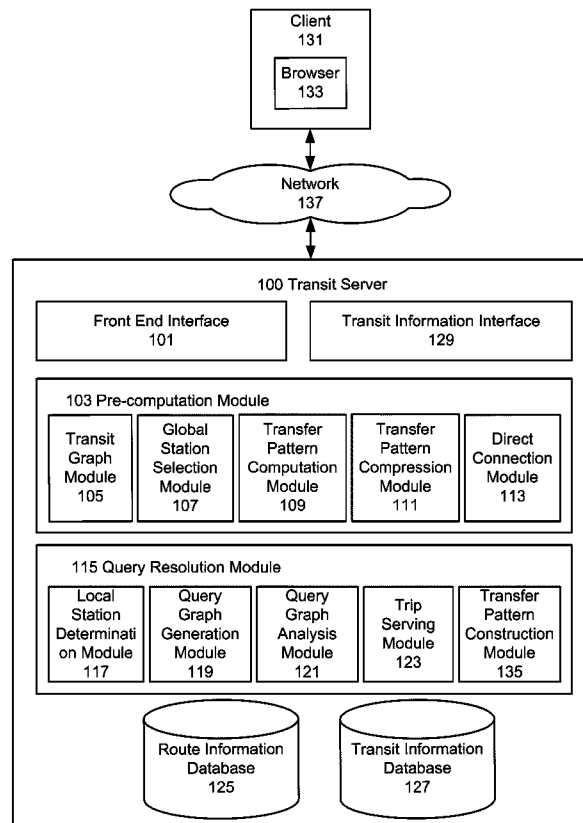 Client
131
Browser
133
Network
137
100 Transit Server
Front End Interface
101
Transit Information Interface
129
103 Pre-computation Module
Transit
Graph
Module
105
Global
Station
Selection
Module
107
Transfer
Pattern
Computation
Module
109
Transfer
Pattern
Compression
Module
111
Direct
Connection
Module
113
115 Query Resolution Module
Local
Station
Determinati
on Module
117
Query
Graph
Generation
Module
119
Query
Graph
Analysis
Module
121
Trip
Serving
Module
123
Transfer
Pattern
Construction
Module
135
Route Information
Database
125
Transit Information
Database
127